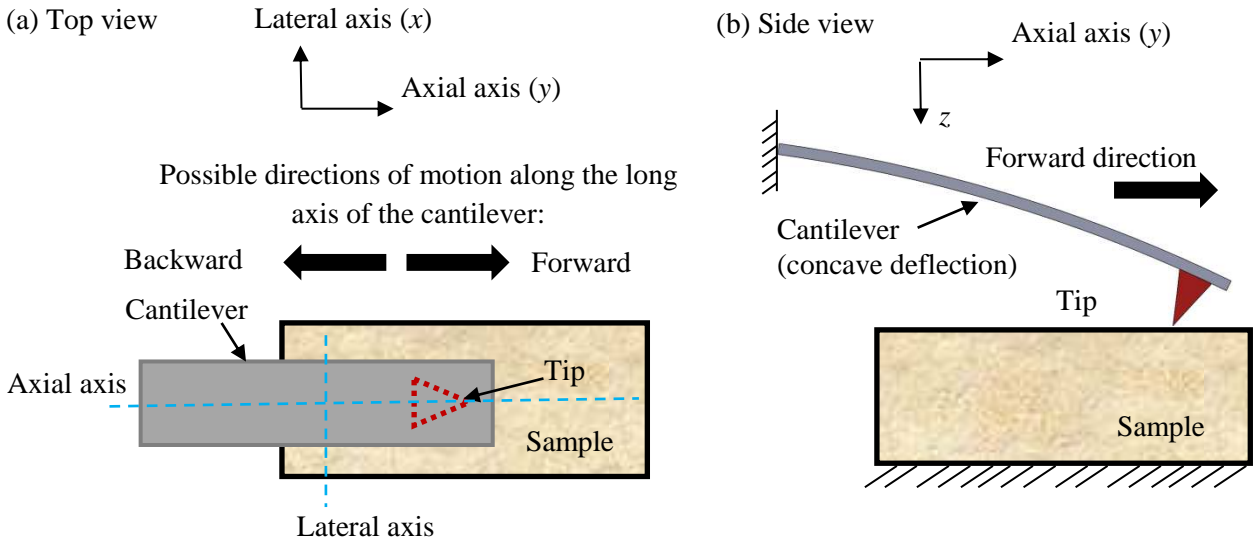 (a) Top view
Lateral axis (x)
Axial axis (y)
Possible directions of motion along the long
axis of the cantilever:
Backward
Forward
Cantilever
Tip
Axial axis
Sample
Lateral axis
(b) Side view
Axial axis (y)
z
Forward direction
Cantilever
(concave deflection)
Tip
Sample